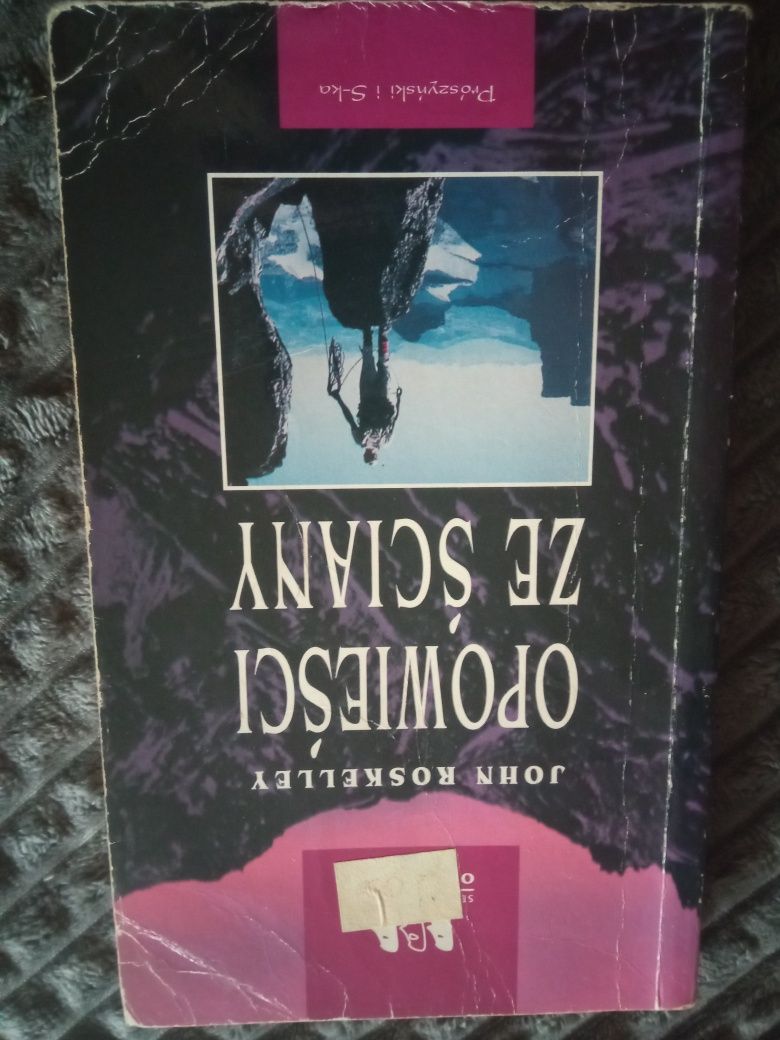 JOHN ROSKELLEY
OPOWIEŚCI
ZE ŚCIANY
Prószyński i S-ka